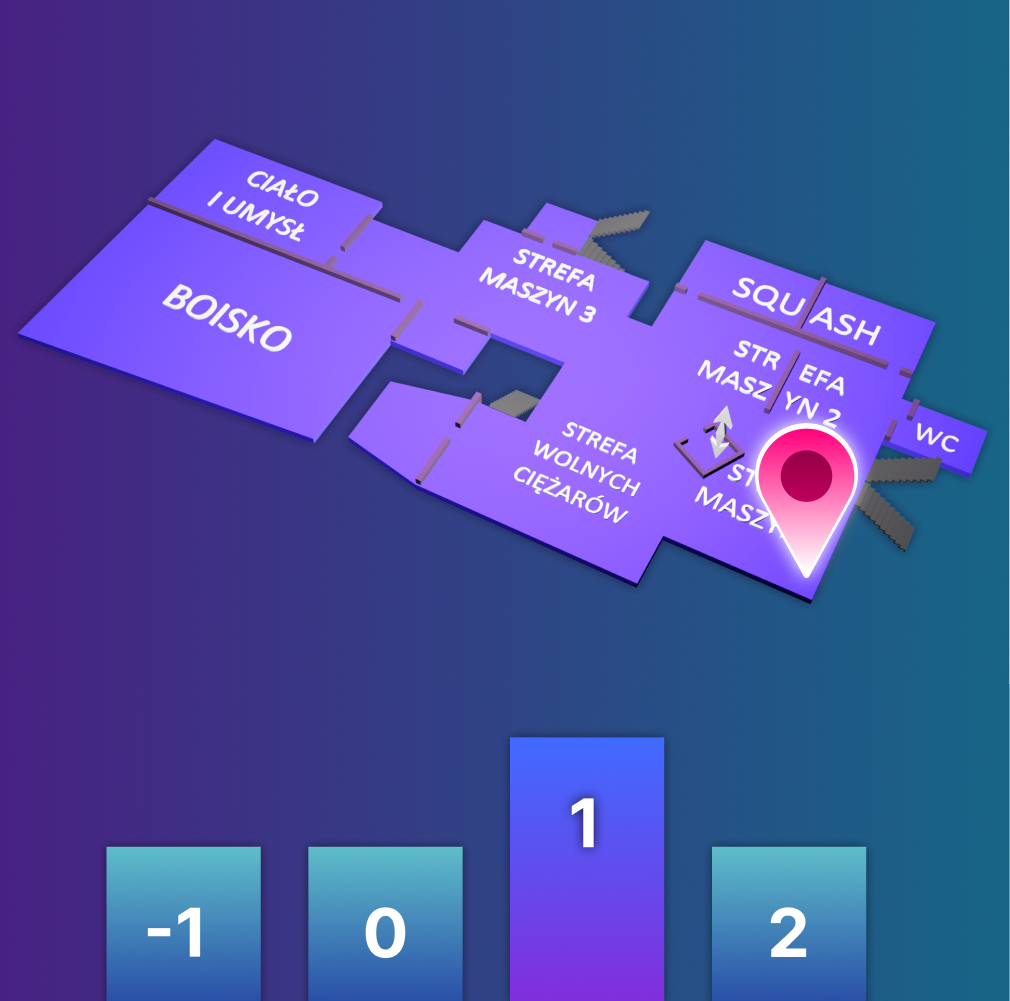 CIAŁO
I UMYSŁ
BOISKO
STREFA
MASZYN 3
SQUASH
STREFA
MASZYN 2
WC
STREFA
WOLNYCH
CIĘŻARÓW
-1
0
1
2